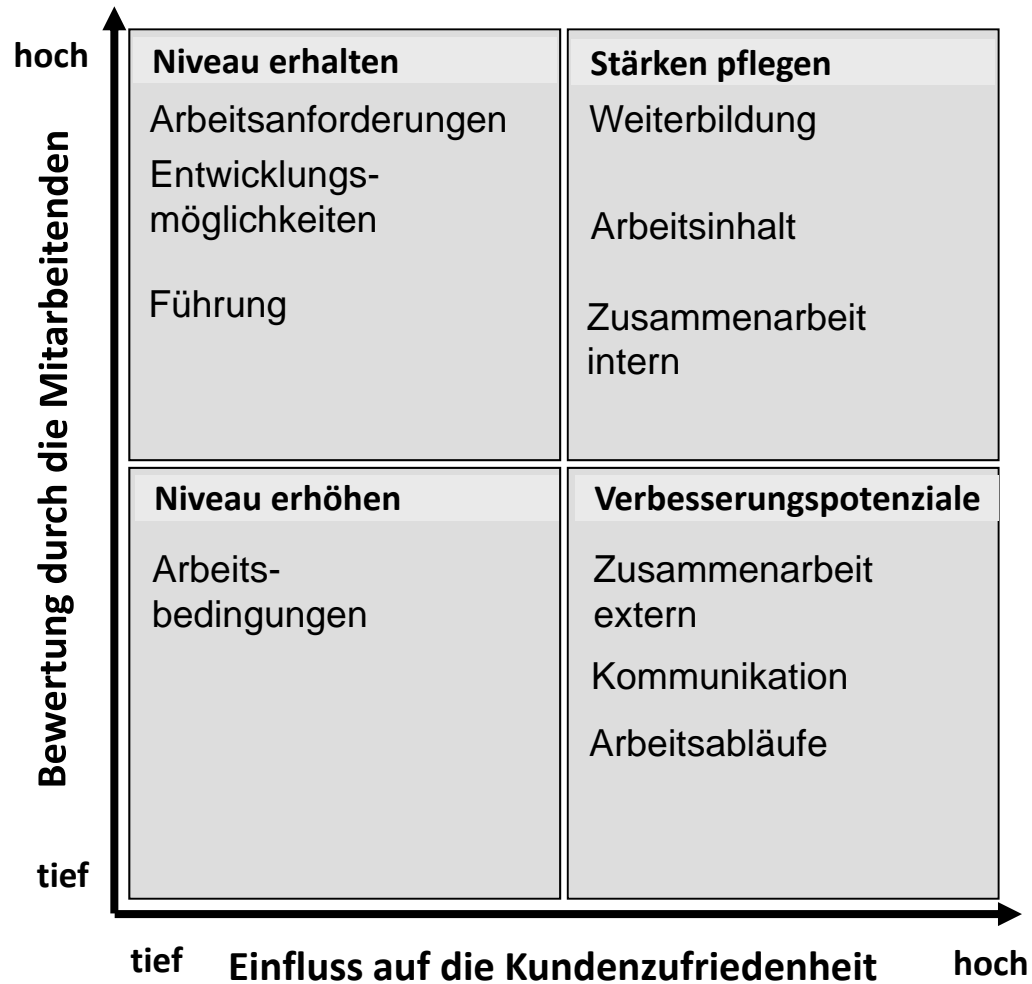 hoch
Bewertung durch die Mitarbeitenden
tief
Niveau erhalten
Arbeitsanforderungen
Entwicklungs-
möglichkeiten
Führung
Stärken pflegen
Weiterbildung
Arbeitsinhalt
Zusammenarbeit
intern
Niveau erhöhen
Arbeits-
bedingungen
Verbesserungspotenziale
Zusammenarbeit
extern
Kommunikation
Arbeitsabläufe
tief
Einfluss auf die Kundenzufriedenheit
hoch